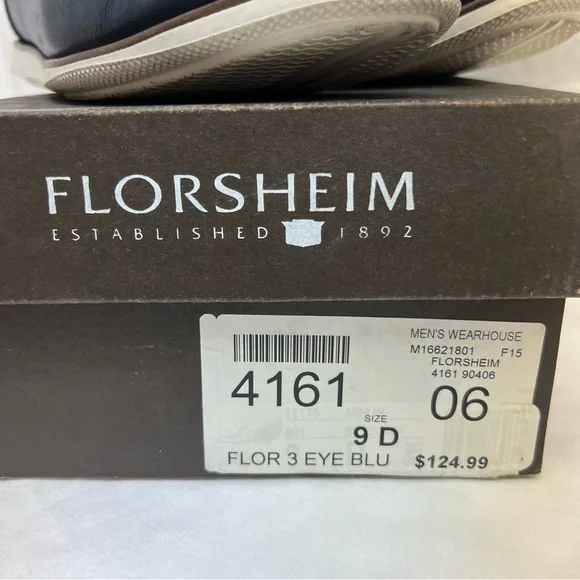 FLORSHEIM
ESTABLISHED 1892
MEN'S WEARHOUSE
M16621801 F15
FLORSHEIM
4161 90406
4161 06
SIZE
9 D
FLOR 3 EYE BLU $124.99